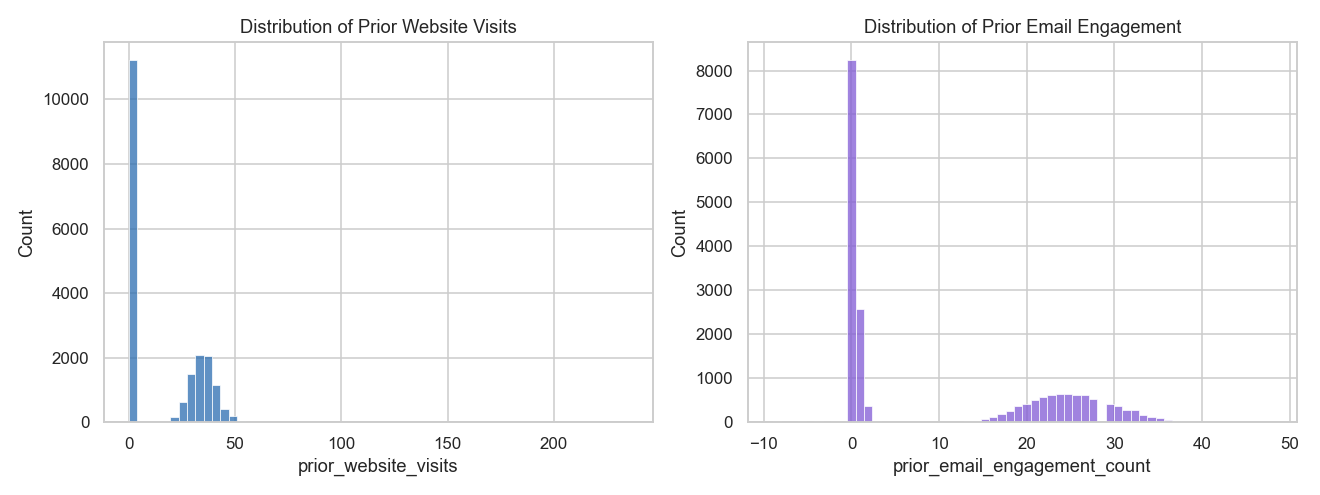 Distribution of Prior Website Visits
Count
10000
8000
6000
4000
2000
0
0 50 100 150 200
prior_website_visits
Distribution of Prior Email Engagement
Count
8000
7000
6000
5000
4000
3000
2000
1000
0
−10 0 10 20 30 40 50
prior_email_engagement_count